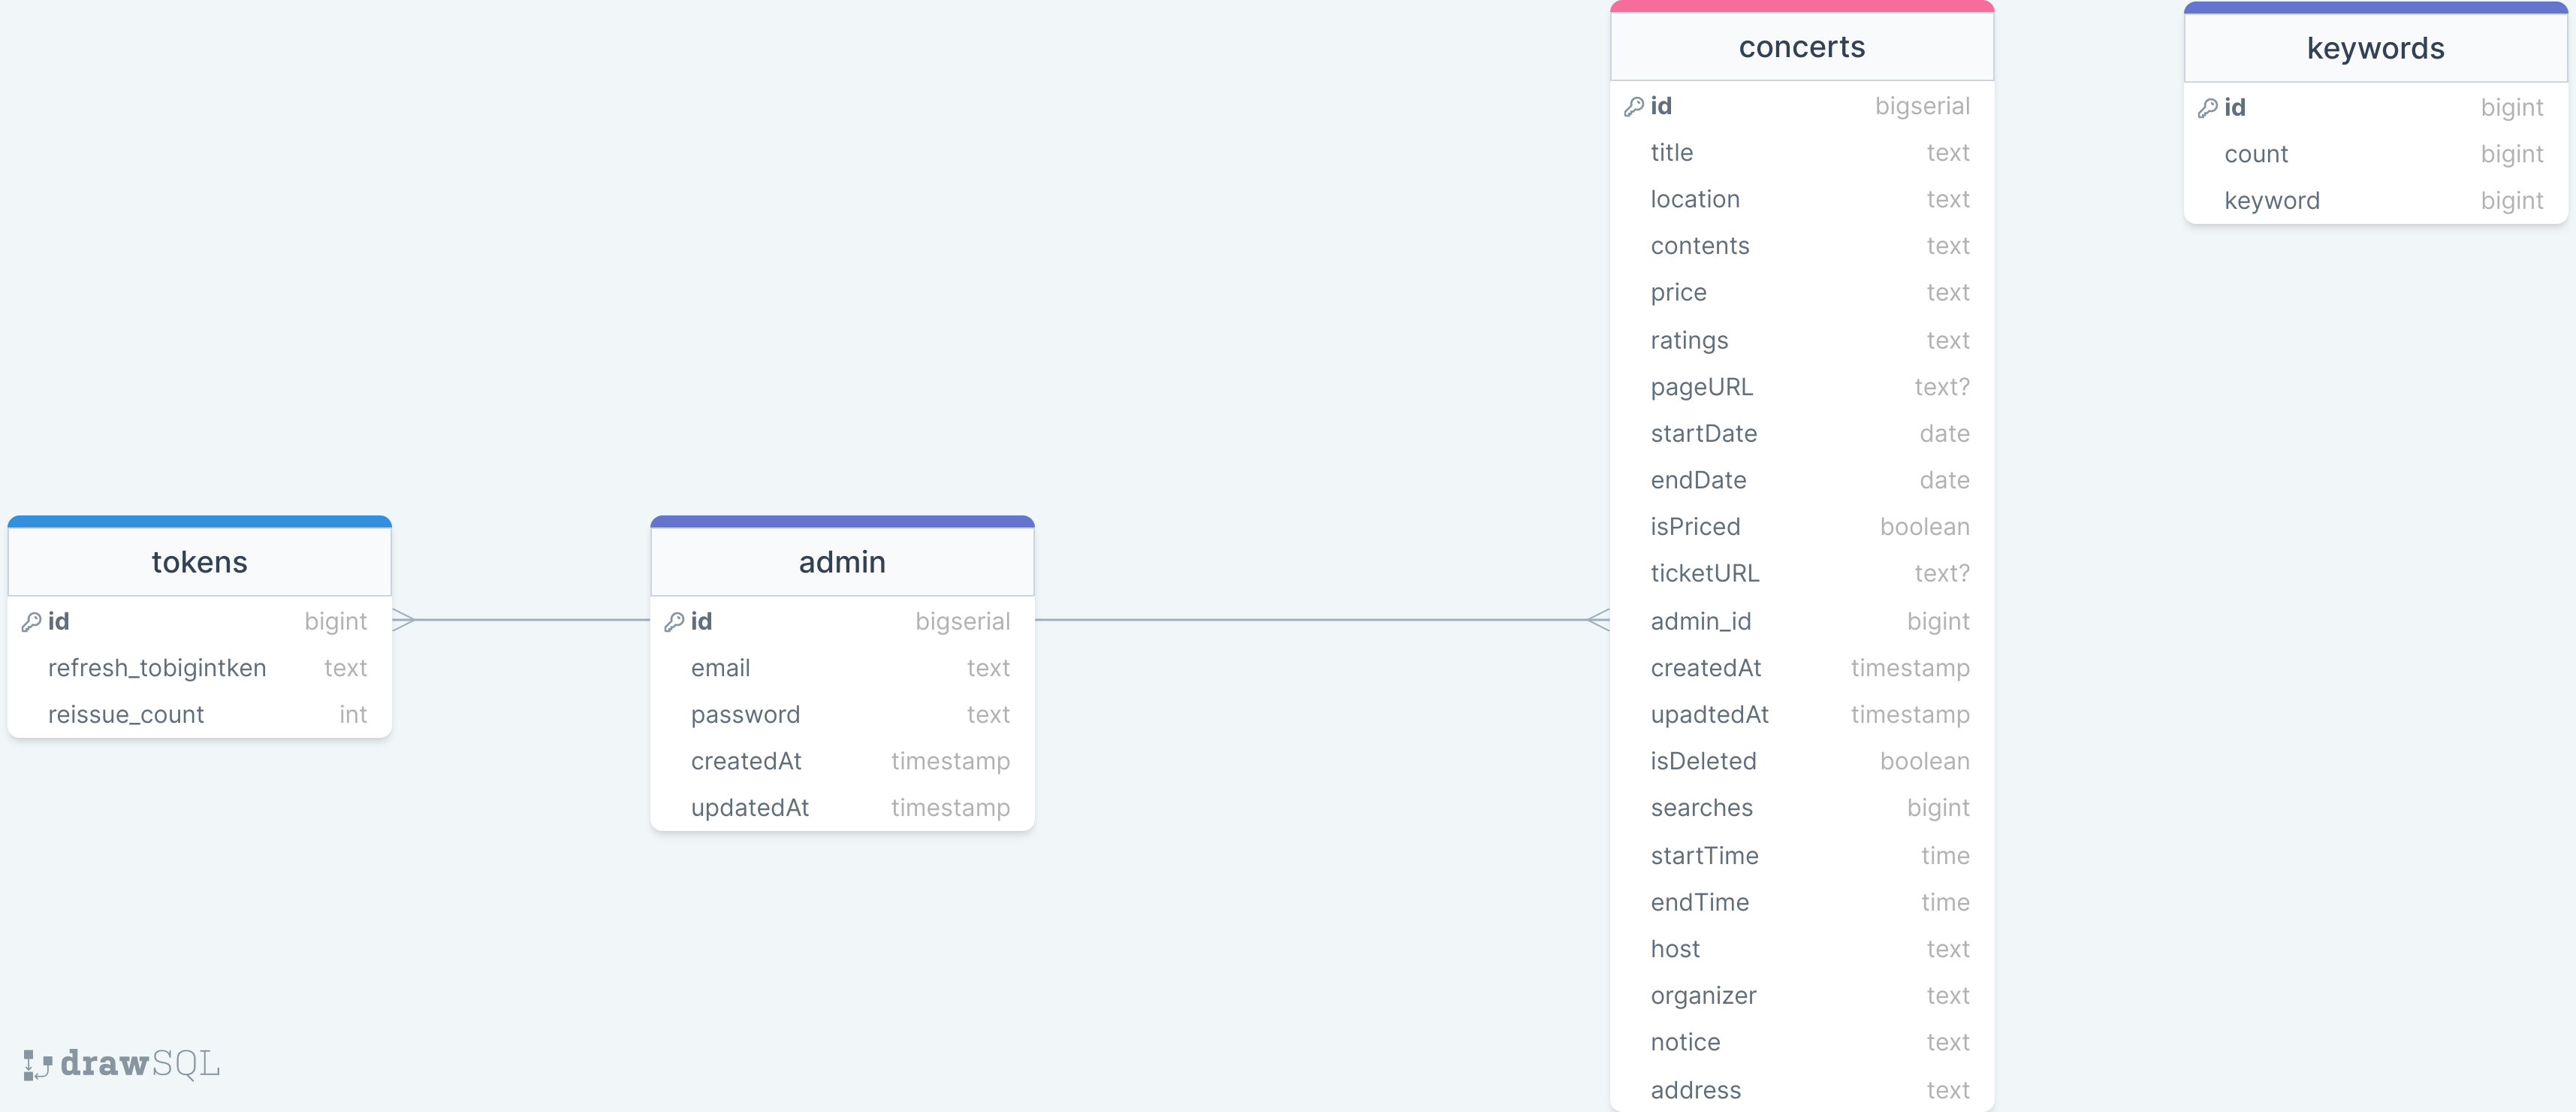 tokens
id bigint
refresh_tobigintken text
reissue_count int
admin
id bigserial
email text
password text
createdAt timestamp
updatedAt timestamp
concerts
id bigserial
title text
location text
contents text
price text
ratings text
pageURL text?
startDate date
endDate date
isPriced boolean
ticketURL text?
admin_id bigint
createdAt timestamp
upadtedAt timestamp
isDeleted boolean
searches bigint
startTime time
endTime time
host text
organizer text
notice text
address text
keywords
id bigint
count bigint
keyword bigint
drawSQL